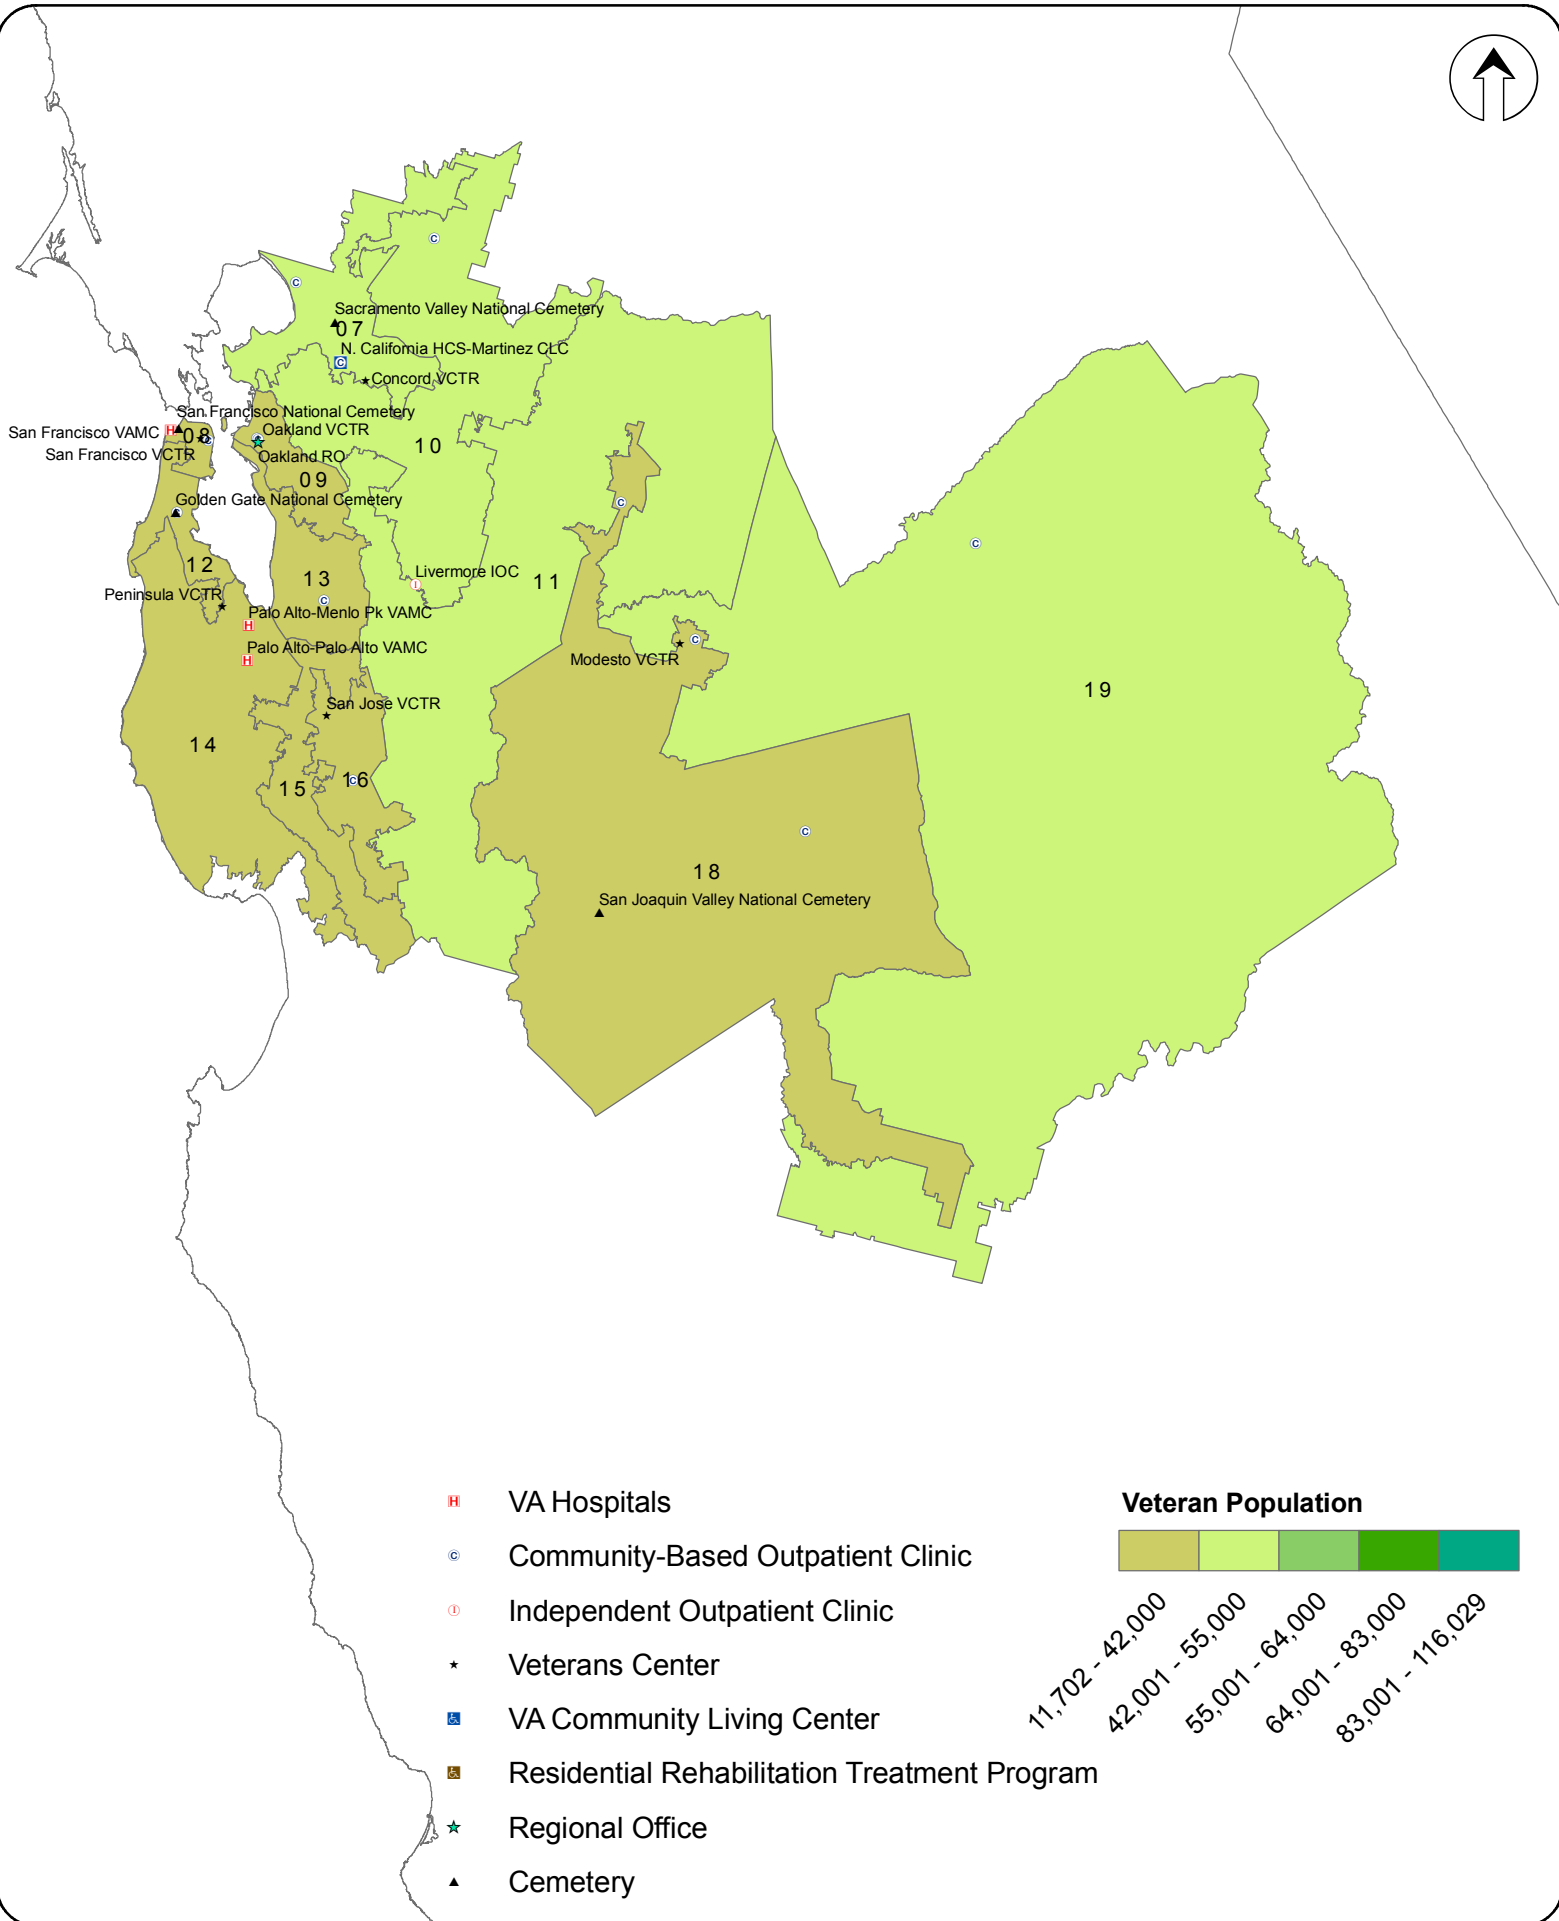 Sacramento Valley National Cemetery
07
N. California HCS-Martinez CLC
Concord VCTR
San Francisco National Cemetery
San Francisco VAMC
08
Oakland VCTR
San Francisco VCTR
Oakland RO
10
09
Golden Gate National Cemetery
12
13
Livermore IOC
11
Peninsula VCTR
Palo Alto-Menlo Pk VAMC
Palo Alto-Palo Alto VAMC
Modesto VCTR
19
San Jose VCTR
14
15
16
18
San Joaquin Valley National Cemetery
H VA Hospitals
C Community-Based Outpatient Clinic
I Independent Outpatient Clinic
Veterans Center
VA Community Living Center
Residential Rehabilitation Treatment Program
Regional Office
Cemetery
Veteran Population
11,702 - 42,000
42,001 - 55,000
55,001 - 64,000
64,001 - 83,000
83,001 - 116,029